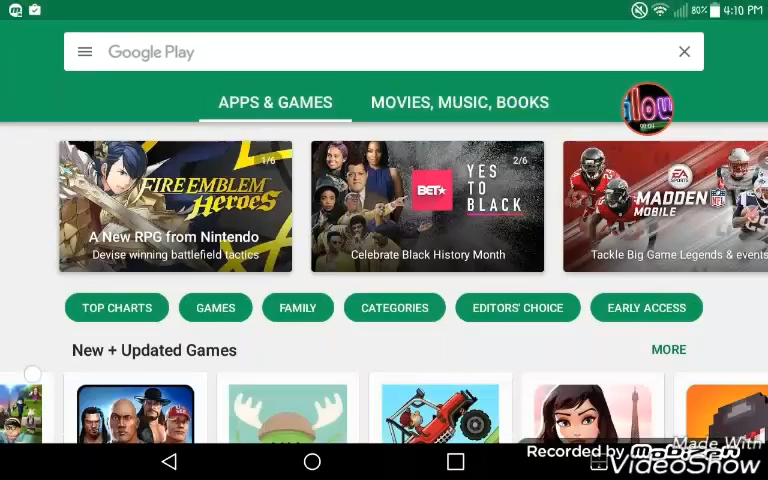 80% 4:10 PM
Google Play
APPS & GAMES
MOVIES, MUSIC, BOOKS
1/6
FIRE EMBLEM
Heroes
A New RPG from Nintendo
Devise winning battlefield tactics
2/6
BET★
YES
TO
BLACK
Celebrate Black History Month
EA
SPORTS
MADDEN
NFL
MOBILE
Tackle Big Game Legends & events
TOP CHARTS
GAMES
FAMILY
CATEGORIES
EDITORS' CHOICE
EARLY ACCESS
New + Updated Games
MORE
Recorded by
MOBIZEN
Made With
VideoShow